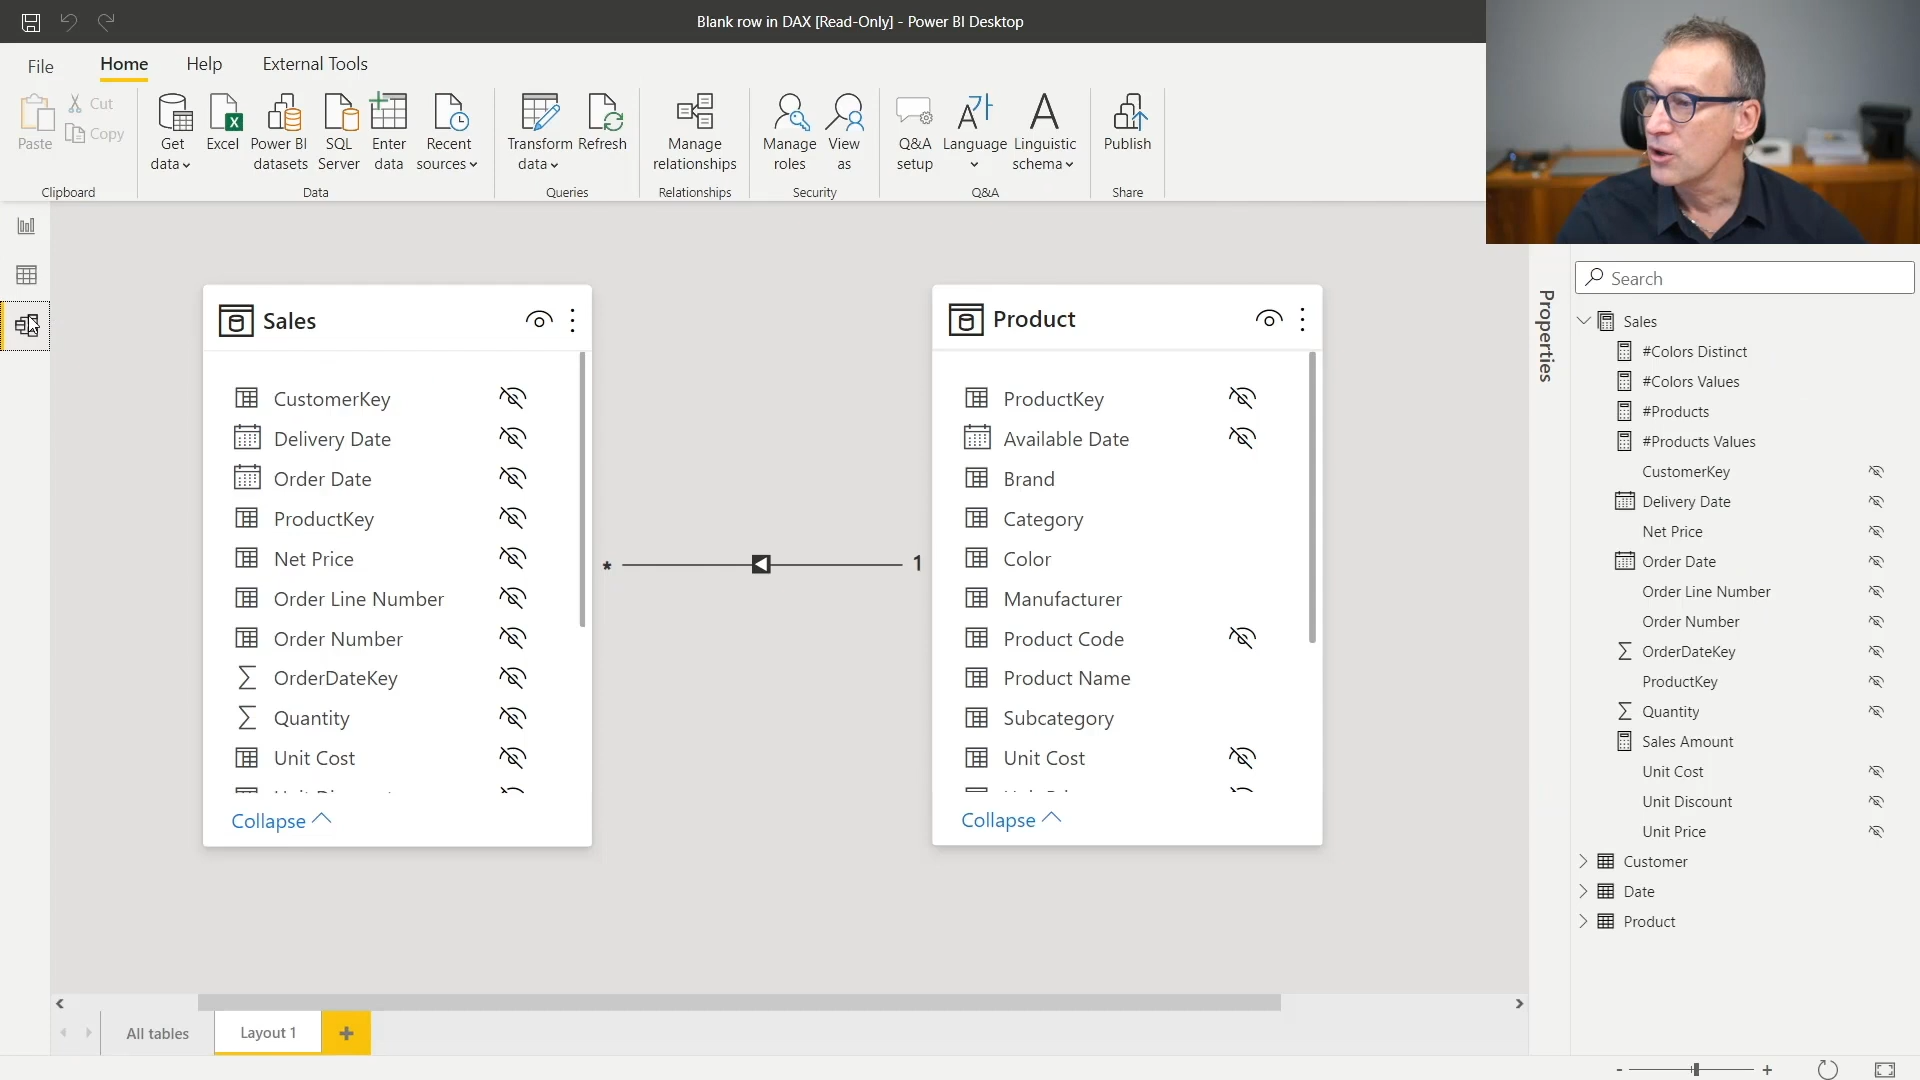 Blank row in DAX [Read-Only] - Power BI Desktop
File
Home
Help
External Tools
Paste
Cut
Copy
Get data
Excel
Power BI datasets
SQL Server
Enter data
Recent sources
Transform data
Refresh
Manage relationships
Manage roles
View as
Q&A setup
Language
Linguistic schema
Publish
Clipboard
Data
Queries
Relationships
Security
Q&A
Share
Sales
CustomerKey
Delivery Date
Order Date
ProductKey
Net Price
Order Line Number
Order Number
OrderDateKey
Quantity
Unit Cost
Collapse
* 1
Product
ProductKey
Available Date
Brand
Category
Color
Manufacturer
Product Code
Product Name
Subcategory
Unit Cost
Collapse
Properties
Search
Sales
#Colors Distinct
#Colors Values
#Products
#Products Values
CustomerKey
Delivery Date
Net Price
Order Date
Order Line Number
Order Number
OrderDateKey
ProductKey
Quantity
Sales Amount
Unit Cost
Unit Discount
Unit Price
Customer
Date
Product
All tables
Layout 1